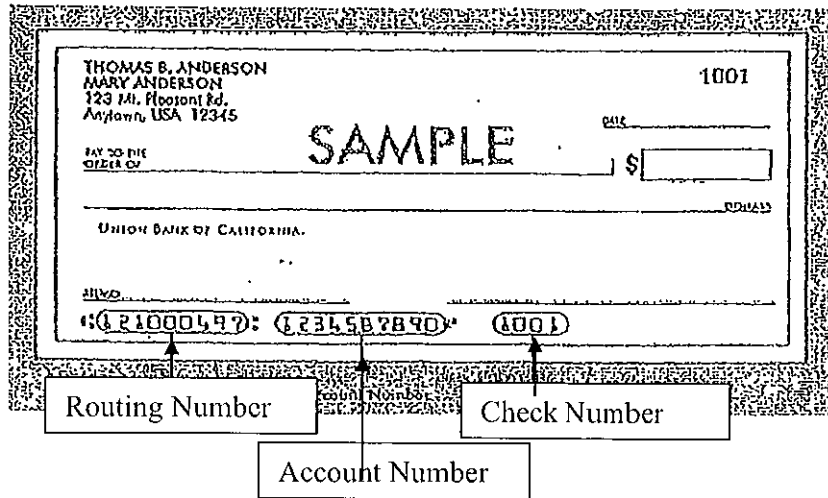 THOMAS B. ANDERSON
MARY ANDERSON
123 Mt. Pleasant Rd.
Anytown, USA 12345
1001
SAMPLE
DATE
PAY TO THE
ORDER OF
$
DOLLARS
UNION BANK OF CALIFORNIA.
MEMO
121000497
1001
Routing Number
Number
Check Number
Account Number